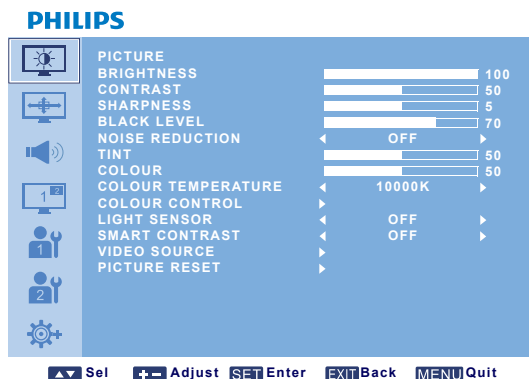 PHILIPS
PICTURE
BRIGHTNESS 100
CONTRAST 50
SHARPNESS 5
BLACK LEVEL 70
NOISE REDUCTION OFF
TINT 50
COLOUR 50
COLOUR TEMPERATURE 10000K
COLOUR CONTROL
LIGHT SENSOR OFF
SMART CONTRAST OFF
VIDEO SOURCE
PICTURE RESET
1 2
1
2
Sel Adjust SET Enter EXIT Back MENU Quit